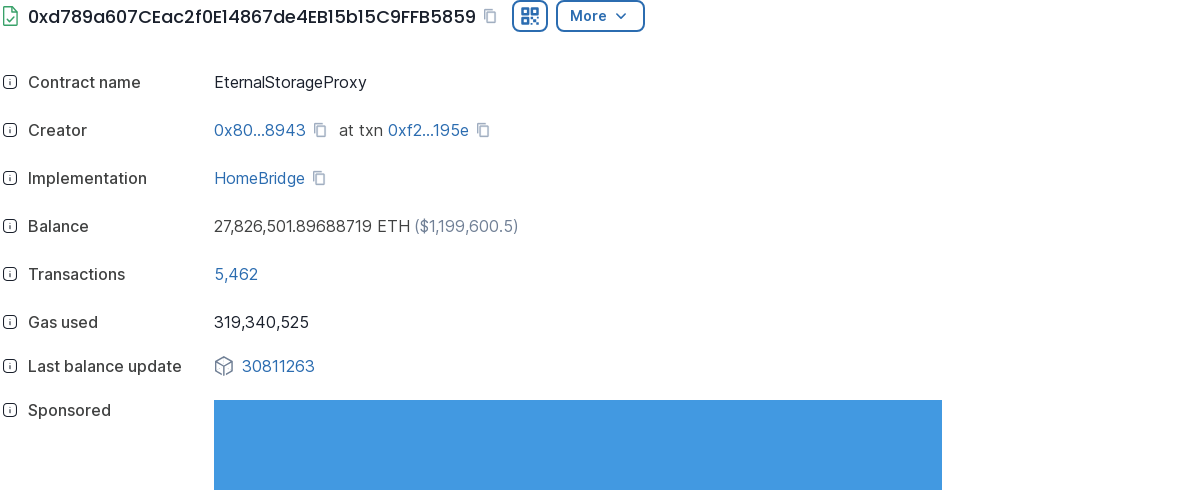 0xd789a607CEac2f0E14867de4EB15b15C9FFB5859 More
Contract name EternalStorageProxy
Creator 0x80...8943 at txn 0xf2...195e
Implementation HomeBridge
Balance 27,826,501.89688719 ETH ($1,199,600.5)
Transactions 5,462
Gas used 319,340,525
Last balance update 30811263
Sponsored